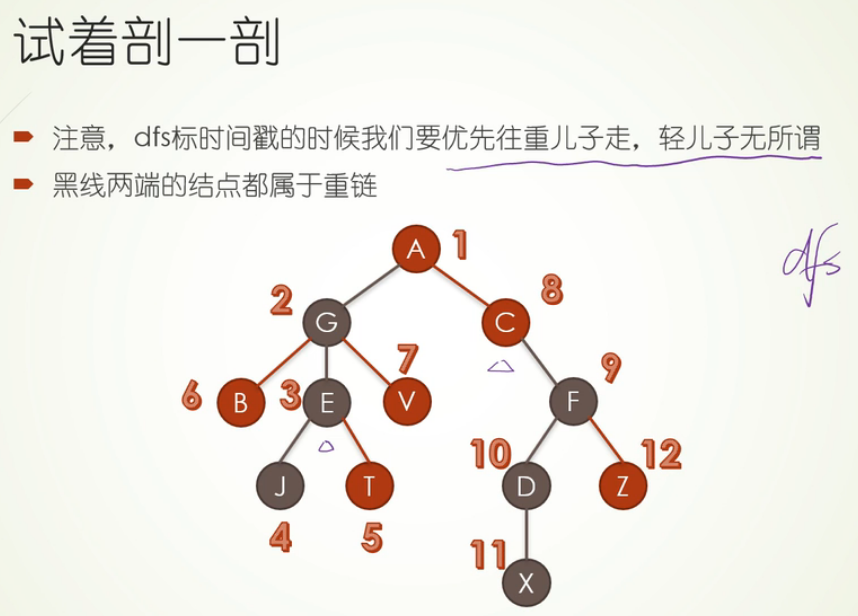 试着剖一剖
注意，dfs标时间戳的时候我们要优先往重儿子走，轻儿子无所谓
黑线两端的结点都属于重链
dfs
A 1
2 G C 8
6 B 3 E V 7 F 9
J T 10 D Z 12
4 5 11 X